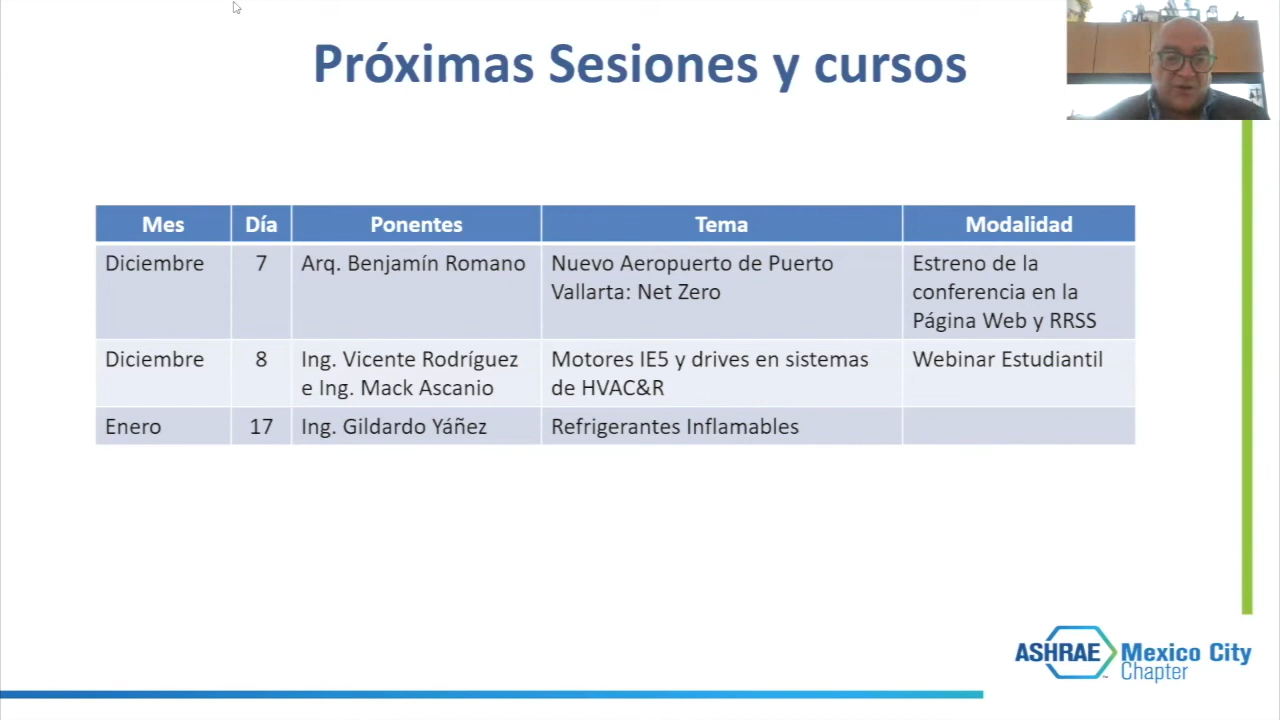 Próximas Sesiones y cursos
Mes Día Ponentes Tema Modalidad
Diciembre 7 Arq. Benjamín Romano Nuevo Aeropuerto de Puerto Estreno de la
Vallarta: Net Zero conferencia en la
Página Web y RRSS
Diciembre 8 Ing. Vicente Rodríguez Motores IE5 y drives en sistemas Webinar Estudiantil
e Ing. Mack Ascanio de HVAC&R
Enero 17 Ing. Gildardo Yáñez Refrigerantes Inflamables
ASHRAE Mexico City
Chapter